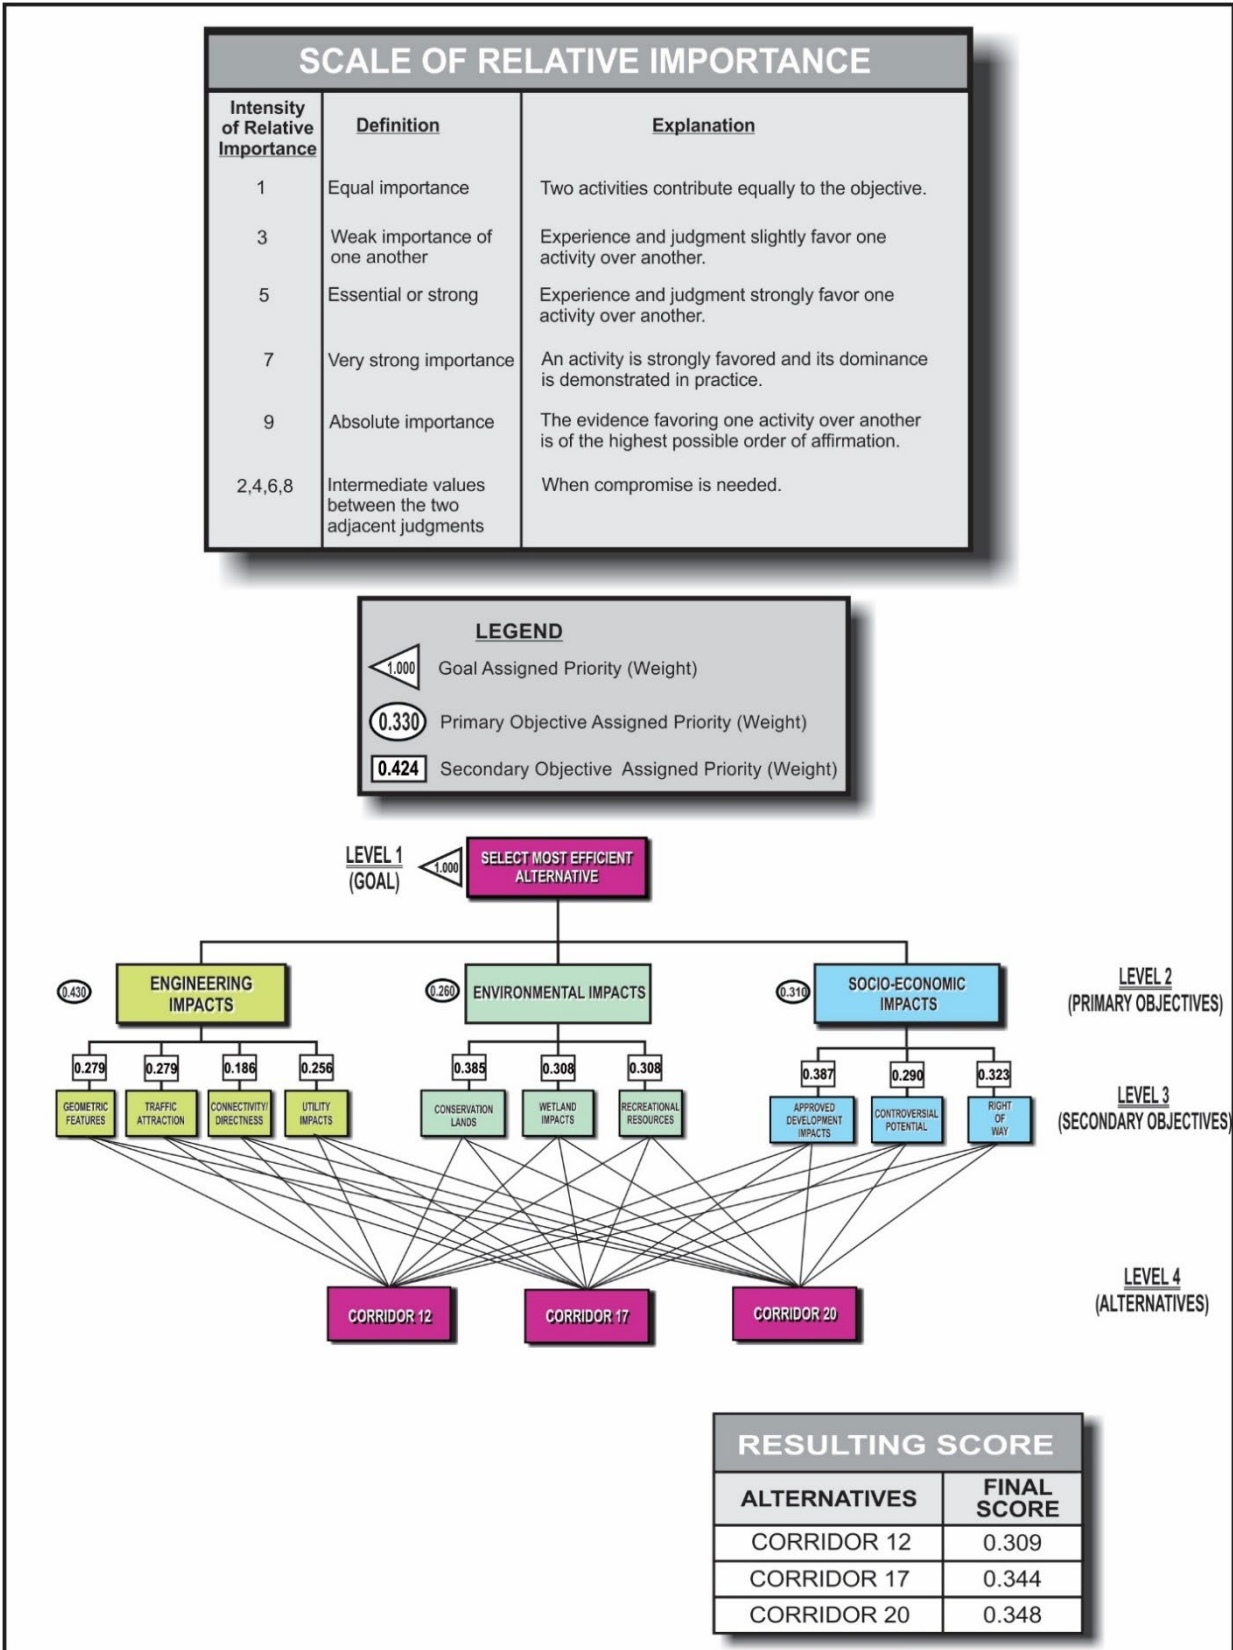 SCALE OF RELATIVE IMPORTANCE
Intensity
of Relative
Importance
Definition
Explanation
1
Equal importance
Two activities contribute equally to the objective.
3
Weak importance of
one another
Experience and judgment slightly favor one
activity over another.
5
Essential or strong
Experience and judgment strongly favor one
activity over another.
7
Very strong importance
An activity is strongly favored and its dominance
is demonstrated in practice.
9
Absolute importance
The evidence favoring one activity over another
is of the highest possible order of affirmation.
2,4,6,8
Intermediate values
between the two
adjacent judgments
When compromise is needed.
LEGEND
1.000
Goal Assigned Priority (Weight)
0.330
Primary Objective Assigned Priority (Weight)
0.424
Secondary Objective Assigned Priority (Weight)
LEVEL 1
(GOAL)
1.000
SELECT MOST EFFICIENT
ALTERNATIVE
0.430
ENGINEERING
IMPACTS
0.260
ENVIRONMENTAL IMPACTS
0.310
SOCIO-ECONOMIC
IMPACTS
LEVEL 2
(PRIMARY OBJECTIVES)
0.279
0.279
0.186
0.256
0.385
0.308
0.308
0.387
0.290
0.323
GEOMETRIC
FEATURES
TRAFFIC
ATTRACTION
CONNECTIVITY/
DIRECTNESS
UTILITY
IMPACTS
CONSERVATION
LANDS
WETLAND
IMPACTS
RECREATIONAL
RESOURCES
APPROVED
DEVELOPMENT
IMPACTS
CONTROVERSIAL
POTENTIAL
RIGHT
OF
WAY
LEVEL 3
(SECONDARY OBJECTIVES)
CORRIDOR 12
CORRIDOR 17
CORRIDOR 20
LEVEL 4
(ALTERNATIVES)
RESULTING SCORE
ALTERNATIVES
FINAL
SCORE
CORRIDOR 12
0.309
CORRIDOR 17
0.344
CORRIDOR 20
0.348